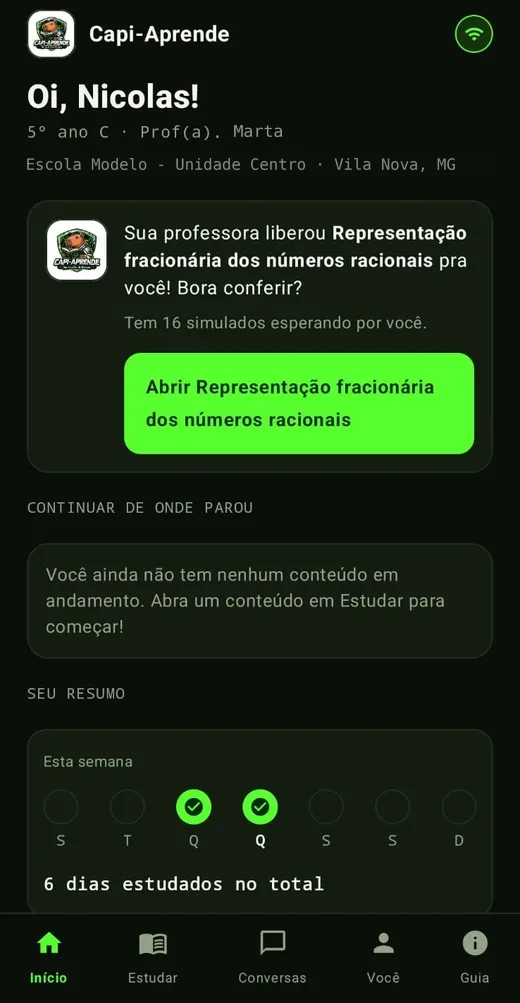 Capi-Aprende
Oi, Nicolas!
5º ano C · Prof(a). Marta
Escola Modelo - Unidade Centro · Vila Nova, MG
CAPI-APRENDE
Sua professora liberou Representação
fracionária dos números racionais pra
você! Bora conferir?
Tem 16 simulados esperando por você.
Abrir Representação fracionária
dos números racionais
CONTINUAR DE ONDE PAROU
Você ainda não tem nenhum conteúdo em
andamento. Abra um conteúdo em Estudar para
começar!
SEU RESUMO
Esta semana
S T Q Q S S D
6 dias estudados no total
Início Estudar Conversas Você Guia